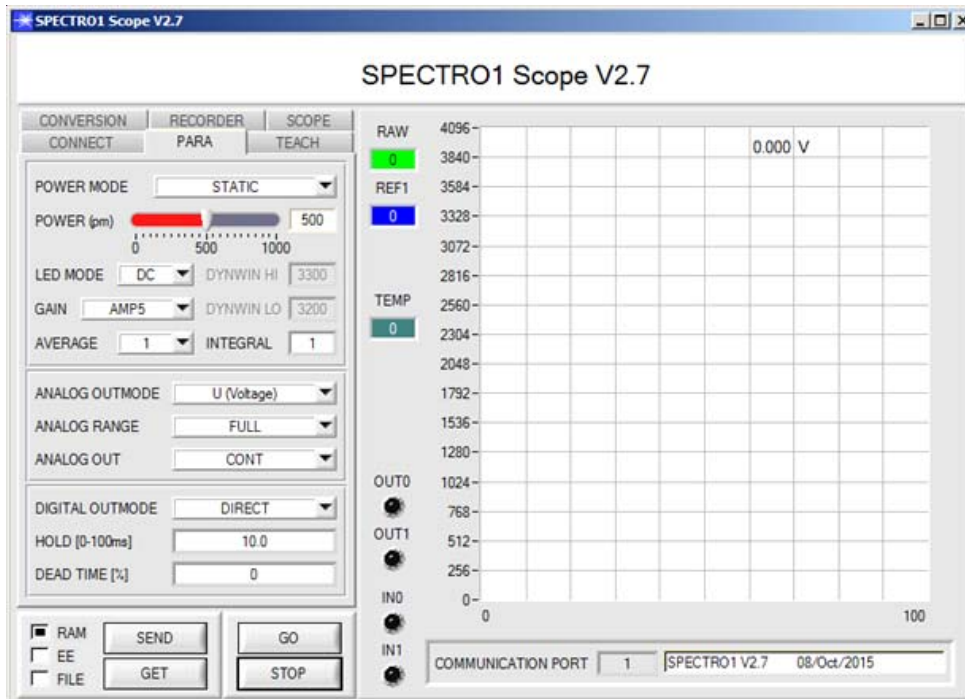 SPECTRO1 Scope V2.7
SPECTRO1 Scope V2.7
CONVERSION RECORDER SCOPE
CONNECT PARA TEACH
POWER MODE STATIC
POWER (pm) 500
0 500 1000
LED MODE DC DYNWIN HI 3300
GAIN AMP5 DYNWIN LO 3200
AVERAGE 1 INTEGRAL 1
ANALOG OUTMODE U (Voltage)
ANALOG RANGE FULL
ANALOG OUT CONT
DIGITAL OUTMODE DIRECT
HOLD [0-100ms] 10.0
DEAD TIME [%] 0
RAM
EE
FILE
SEND
GET
GO
STOP
RAW
0
REF1
0
TEMP
0
OUT0
OUT1
IN0
IN1
0.000 V
4096
3840
3584
3328
3072
2816
2560
2304
2048
1792
1536
1280
1024
768
512
256
0
0 100
COMMUNICATION PORT 1 SPECTRO1 V2.7 08/Oct/2015